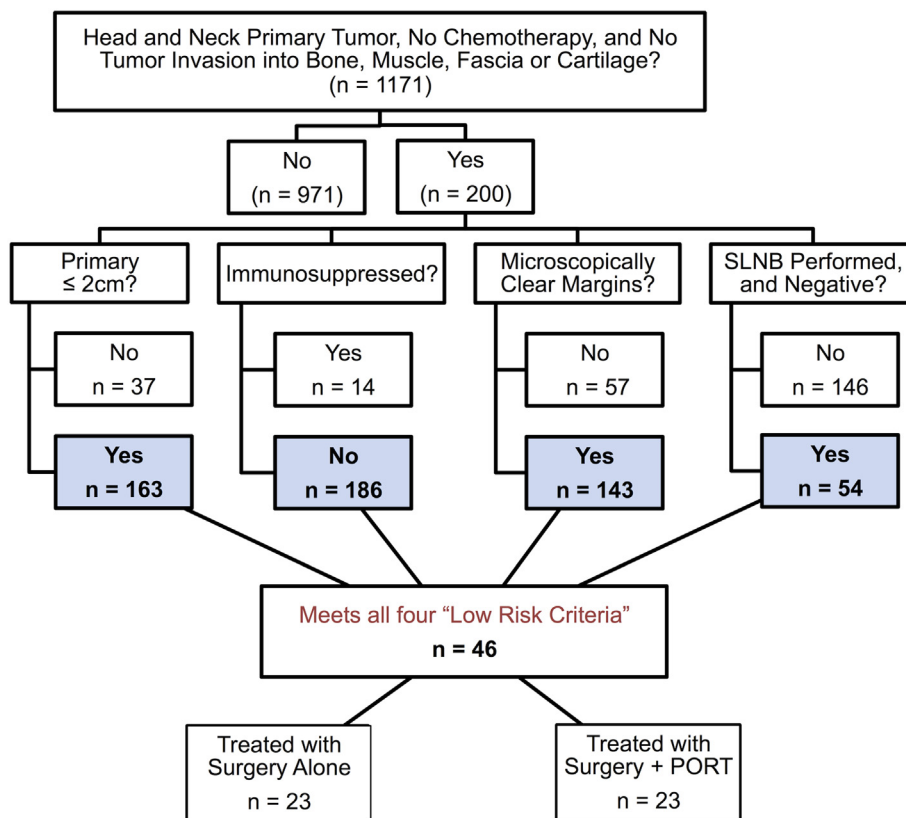 Head and Neck Primary Tumor, No Chemotherapy, and No
Tumor Invasion into Bone, Muscle, Fascia or Cartilage?
(n = 1171)
No
(n = 971)
Yes
(n = 200)
Primary
≤ 2cm?
Immunosuppressed?
Microscopically
Clear Margins?
SLNB Performed,
and Negative?
No
n = 37
Yes
n = 14
No
n = 57
No
n = 146
Yes
n = 163
No
n = 186
Yes
n = 143
Yes
n = 54
Meets all four “Low Risk Criteria”
n = 46
Treated with
Surgery Alone
n = 23
Treated with
Surgery + PORT
n = 23